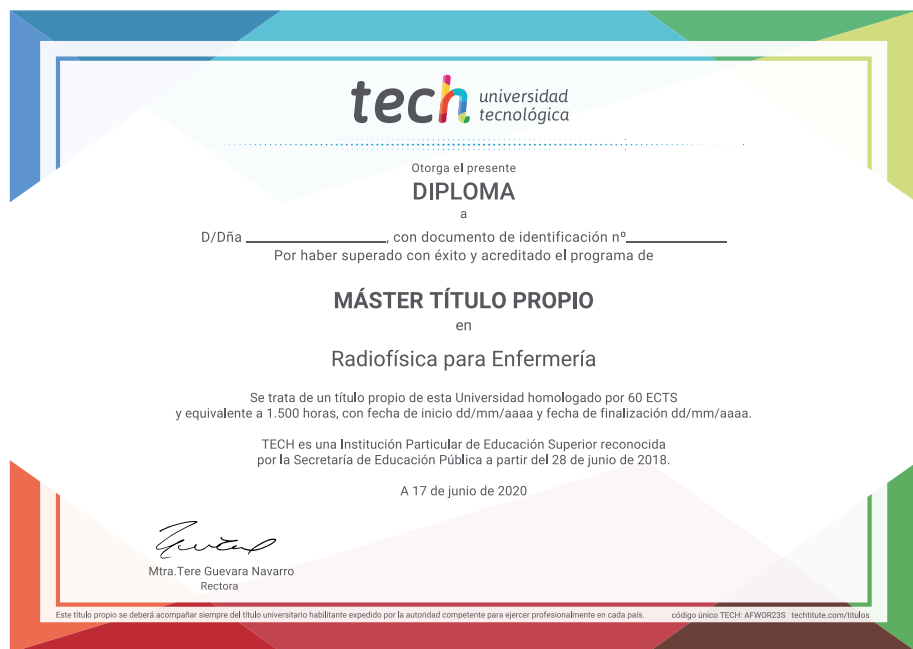 tech universidad
tecnológica
Otorga el presente
DIPLOMA
a
D/Dña ____________, con documento de identificación nº____________
Por haber superado con éxito y acreditado el programa de
MÁSTER TÍTULO PROPIO
en
Radiofísica para Enfermería
Se trata de un título propio de esta Universidad homologado por 60 ECTS
y equivalente a 1.500 horas, con fecha de inicio dd/mm/aaaa y fecha de finalización dd/mm/aaaa.
TECH es una Institución Particular de Educación Superior reconocida
por la Secretaría de Educación Pública a partir del 28 de junio de 2018.
A 17 de junio de 2020
Mtra.Tere Guevara Navarro
Rectora
Este título propio se deberá acompañar siempre del título universitario habilitante expedido por la autoridad competente para ejercer profesionalmente en cada país. código único TECH: AFWOR23S techtitute.com/titulos